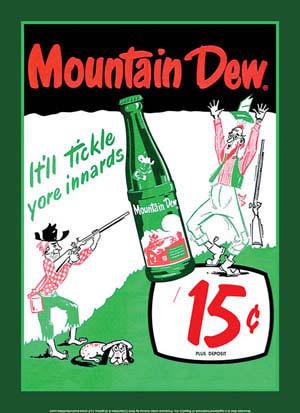 Mountain Dew®
It'll tickle
yore innards
Mountain Dew
15¢
PLUS DEPOSIT